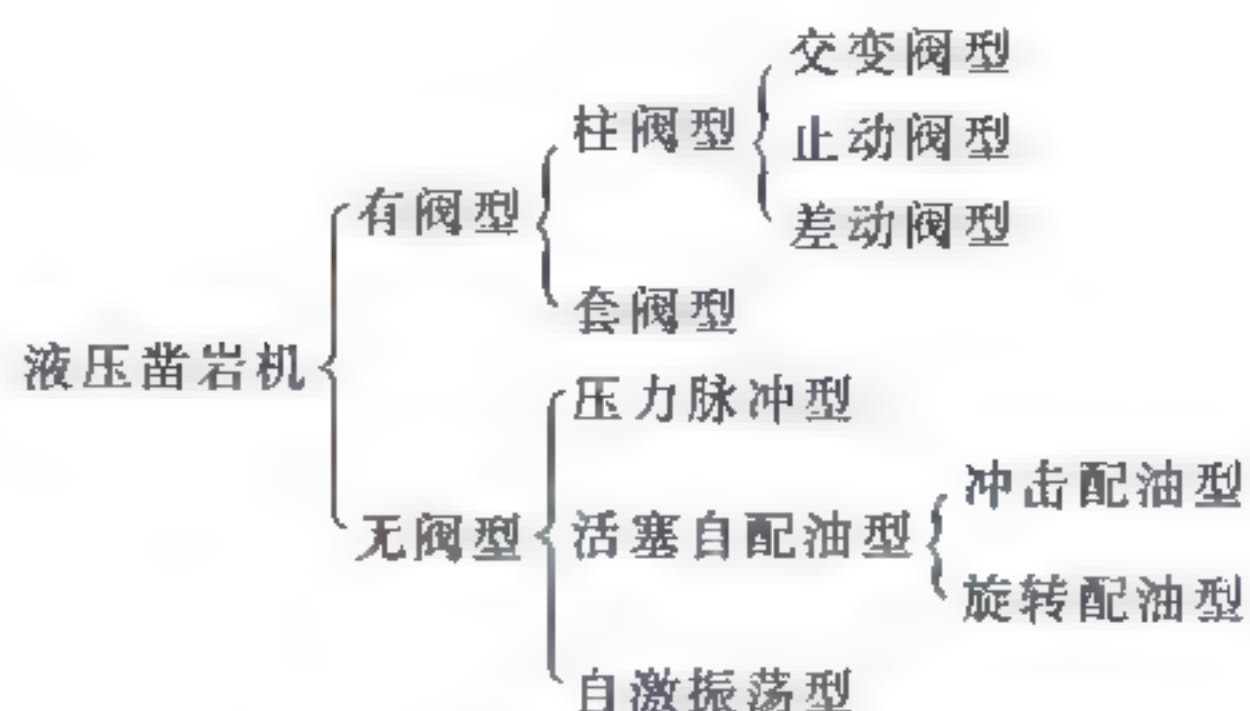 交变阀型
柱阀型
止动阀型
有阀型
差动阀型
套阀型
液压凿岩机
压力脉冲型
冲击配油型
无阀型
活塞自配油型
旋转配油型
自激振荡型